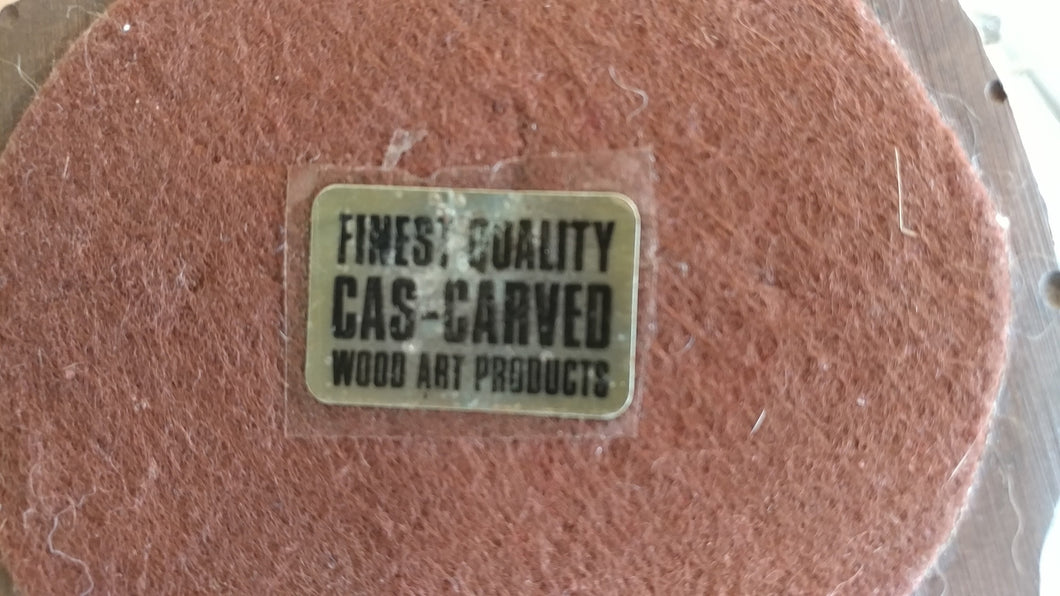 FINEST QUALITY
CAS-CARVED
WOOD ART PRODUCTS